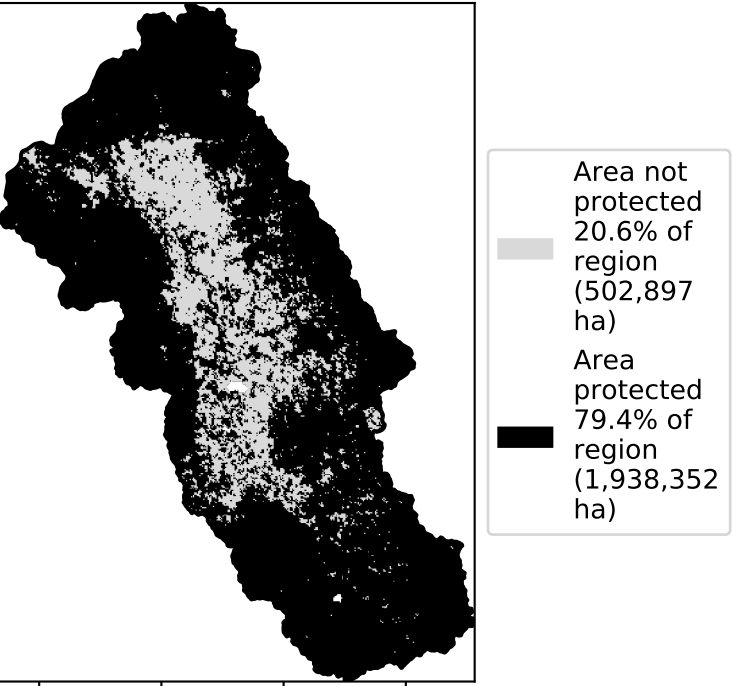 Area not
protected
20.6% of
region
(502,897
ha)
Area
protected
79.4% of
region
(1,938,352
ha)